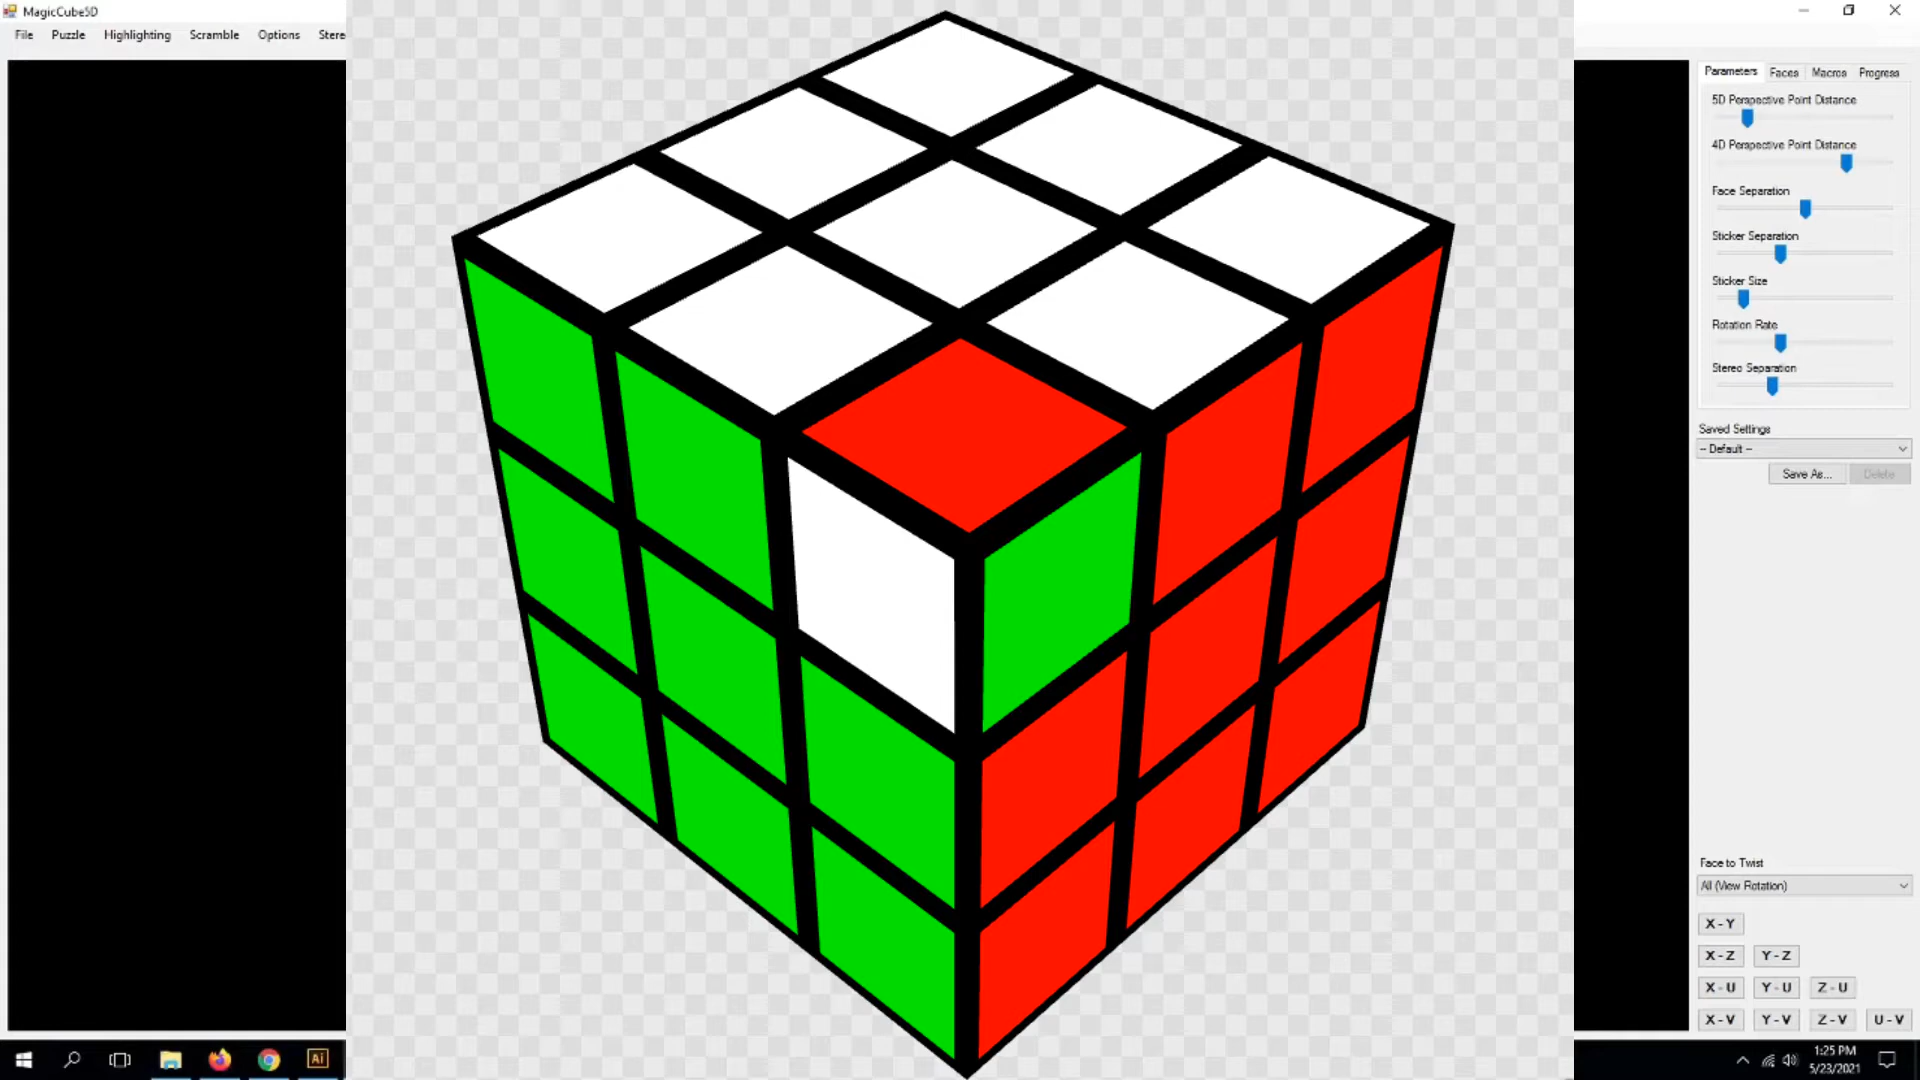 MagicCube5D
File Puzzle Highlighting Scramble Options Stere
Parameters Faces Macros Progress
5D Perspective Point Distance
4D Perspective Point Distance
Face Separation
Sticker Separation
Sticker Size
Rotation Rate
Stereo Separation
Saved Settings
-- Default --
Save As... Delete
Face to Twist
All (View Rotation)
X - Y
X - Z Y - Z
X - U Y - U Z - U
X - V Y - V Z - V U - V
Ai
1:25 PM
5/23/2021